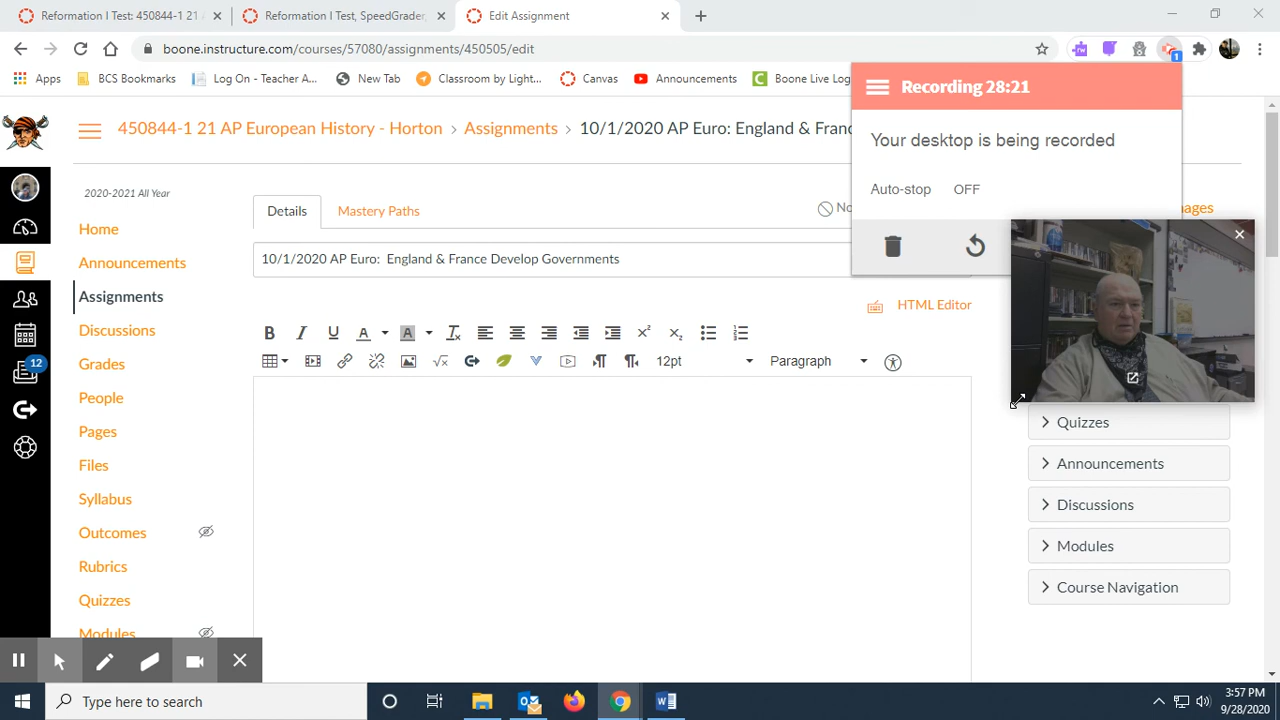 Reformation I Test: 450844-1 21 A
Reformation I Test, SpeedGrader,
Edit Assignment
boone.instructure.com/courses/57080/assignments/450505/edit
1
Apps
BCS Bookmarks
Log On - Teacher A...
New Tab
Classroom by Light...
Canvas
Announcements
Boone Live Log
Recording 28:21
Your desktop is being recorded
Auto-stop OFF
450844-1 21 AP European History - Horton > Assignments > 10/1/2020 AP Euro: England & Franc
2020-2021 All Year
Home
Announcements
Assignments
Discussions
Grades
People
Pages
Files
Syllabus
Outcomes
Rubrics
Quizzes
Modules
12
Details
Mastery Paths
No
ages
10/1/2020 AP Euro: England & France Develop Governments
HTML Editor
12pt
Paragraph
Quizzes
Announcements
Discussions
Modules
Course Navigation
Type here to search
3:57 PM
9/28/2020